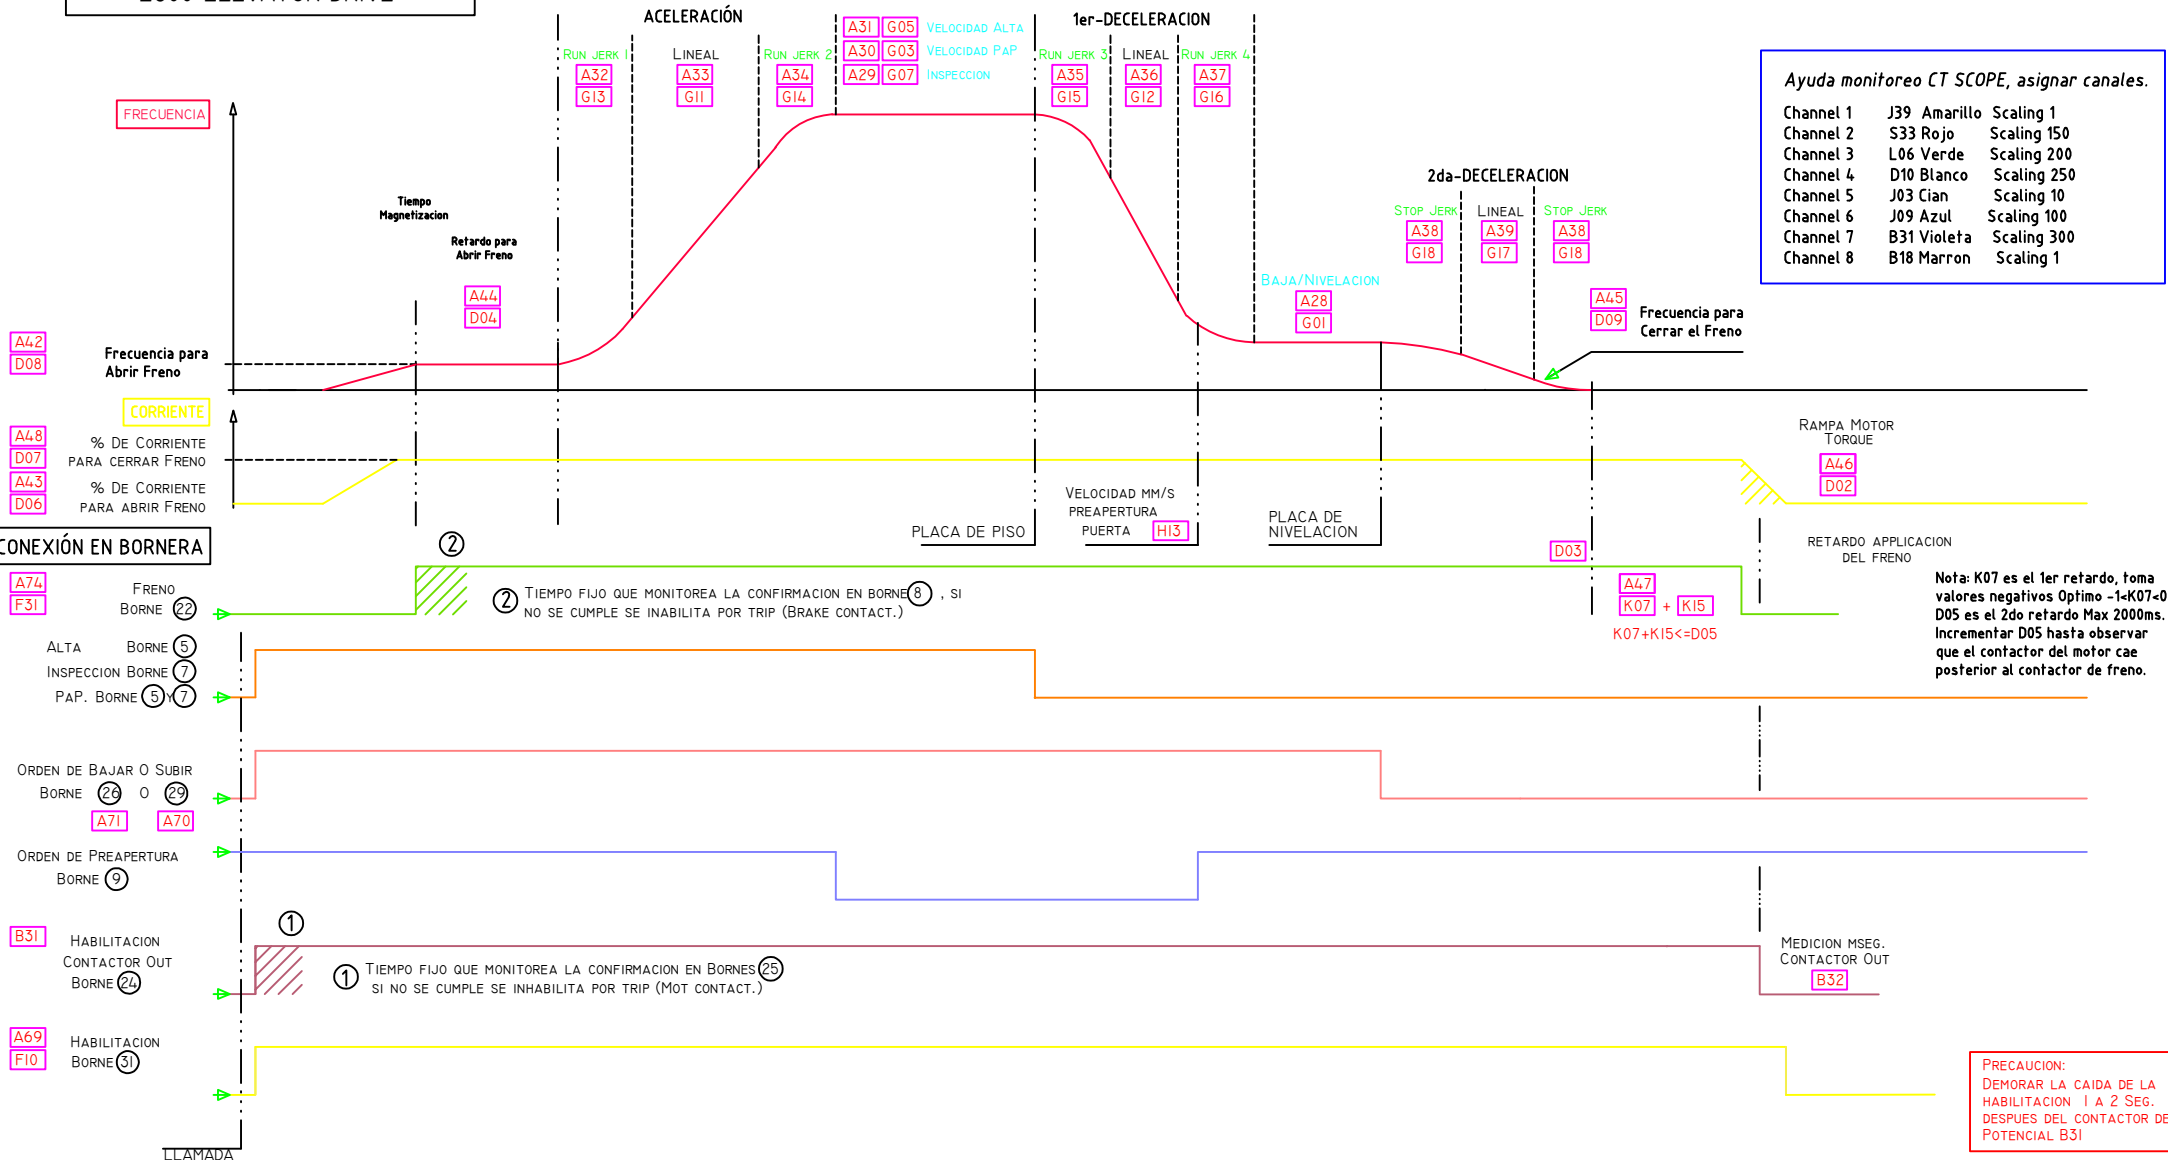 ACELERACIÓN
RUN JERK 1
A32
G13
LINEAL
A33
G11
RUN JERK 2
A34
G14
A31 G05 VELOCIDAD ALTA
A30 G03 VELOCIDAD PAP
A29 G07 INSPECCION
1er-DECELERACION
RUN JERK 3
A35
G15
LINEAL
A36
G12
RUN JERK 4
A37
G16
Ayuda monitoreo CT SCOPE, asignar canales.
Channel 1 J39 Amarillo Scaling 1
Channel 2 S33 Rojo Scaling 150
Channel 3 L06 Verde Scaling 200
Channel 4 D10 Blanco Scaling 250
Channel 5 J03 Cian Scaling 10
Channel 6 J09 Azul Scaling 100
Channel 7 B31 Violeta Scaling 300
Channel 8 B18 Marron Scaling 1
FRECUENCIA
Tiempo
Magnetizacion
Retardo para
Abrir Freno
A44
D04
2da-DECELERACION
STOP JERK
A38
G18
LINEAL
A39
G17
STOP JERK
A38
G18
BAJA/NIVELACION
A28
G01
A45
D09
Frecuencia para
Cerrar el Freno
A42
D08
Frecuencia para
Abrir Freno
CORRIENTE
A48
D07
% DE CORRIENTE
PARA CERRAR FRENO
A43
D06
% DE CORRIENTE
PARA ABRIR FRENO
RAMPA MOTOR
TORQUE
A46
D02
PLACA DE PISO
VELOCIDAD MM/S
PREAPERTURA
PUERTA H13
PLACA DE
NIVELACION
CONEXIÓN EN BORNERA
2
D03
RETARDO APPLICACION
DEL FRENO
A74
F31
FRENO
BORNE 22
2 TIEMPO FIJO QUE MONITOREA LA CONFIRMACION EN BORNE 8 , SI
NO SE CUMPLE SE INABILITA POR TRIP (BRAKE CONTACT.)
A47
K07 + K15
K07+K15<=D05
Nota: K07 es el 1er retardo, toma
valores negativos Optimo -1<K07<0
D05 es el 2do retardo Max 2000ms.
Incrementar D05 hasta observar
que el contactor del motor cae
posterior al contactor de freno.
ALTA BORNE 5
INSPECCION BORNE 7
PAP. BORNE 5 Y 7
ORDEN DE BAJAR O SUBIR
BORNE 26 O 29
A71 A70
ORDEN DE PREAPERTURA
BORNE 9
1
B31
HABILITACION
CONTACTOR OUT
BORNE 24
1 TIEMPO FIJO QUE MONITOREA LA CONFIRMACION EN BORNES 25
SI NO SE CUMPLE SE INHABILITA POR TRIP (MOT CONTACT.)
MEDICION MSEG.
CONTACTOR OUT
B32
A69
F10
HABILITACION
BORNE 31
PRECAUCION:
DEMORAR LA CAIDA DE LA
HABILITACION 1 A 2 SEG.
DESPUES DEL CONTACTOR DE
POTENCIAL B31
LLAMADA